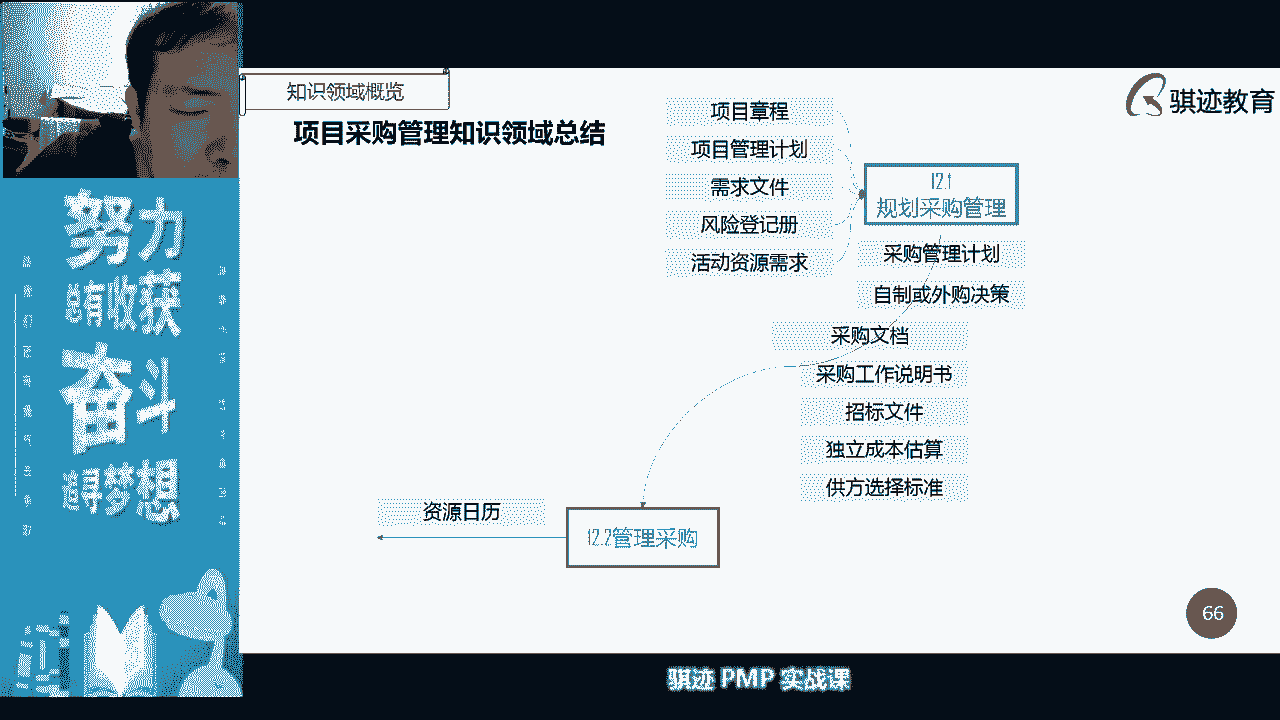 知识领域概览
骐迹教育
项目采购管理知识领域总结
项目章程
项目管理计划
需求文件
风险登记册
活动资源需求
12.1
规划采购管理
采购管理计划
自制或外购决策
采购文档
采购工作说明书
招标文件
独立成本估算
供方选择标准
资源日历
12.2管理采购
66
努力
总有收获
奋斗
追寻梦想
骐迹 PMP 实战课